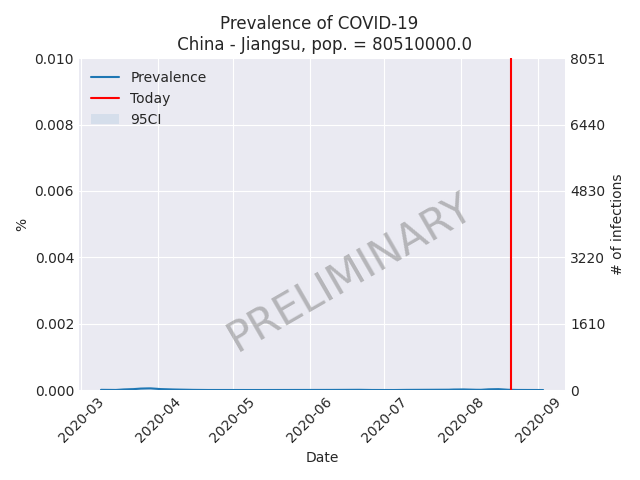 Prevalence of COVID-19
China - Jiangsu, pop. = 80510000.0
Prevalence
Today
95CI
0.010
0.008
0.006
0.004
0.002
0.000
%
8051
6440
4830
3220
1610
0
# of infections
PRELIMINARY
2020-03
2020-04
2020-05
2020-06
2020-07
2020-08
2020-09
Date